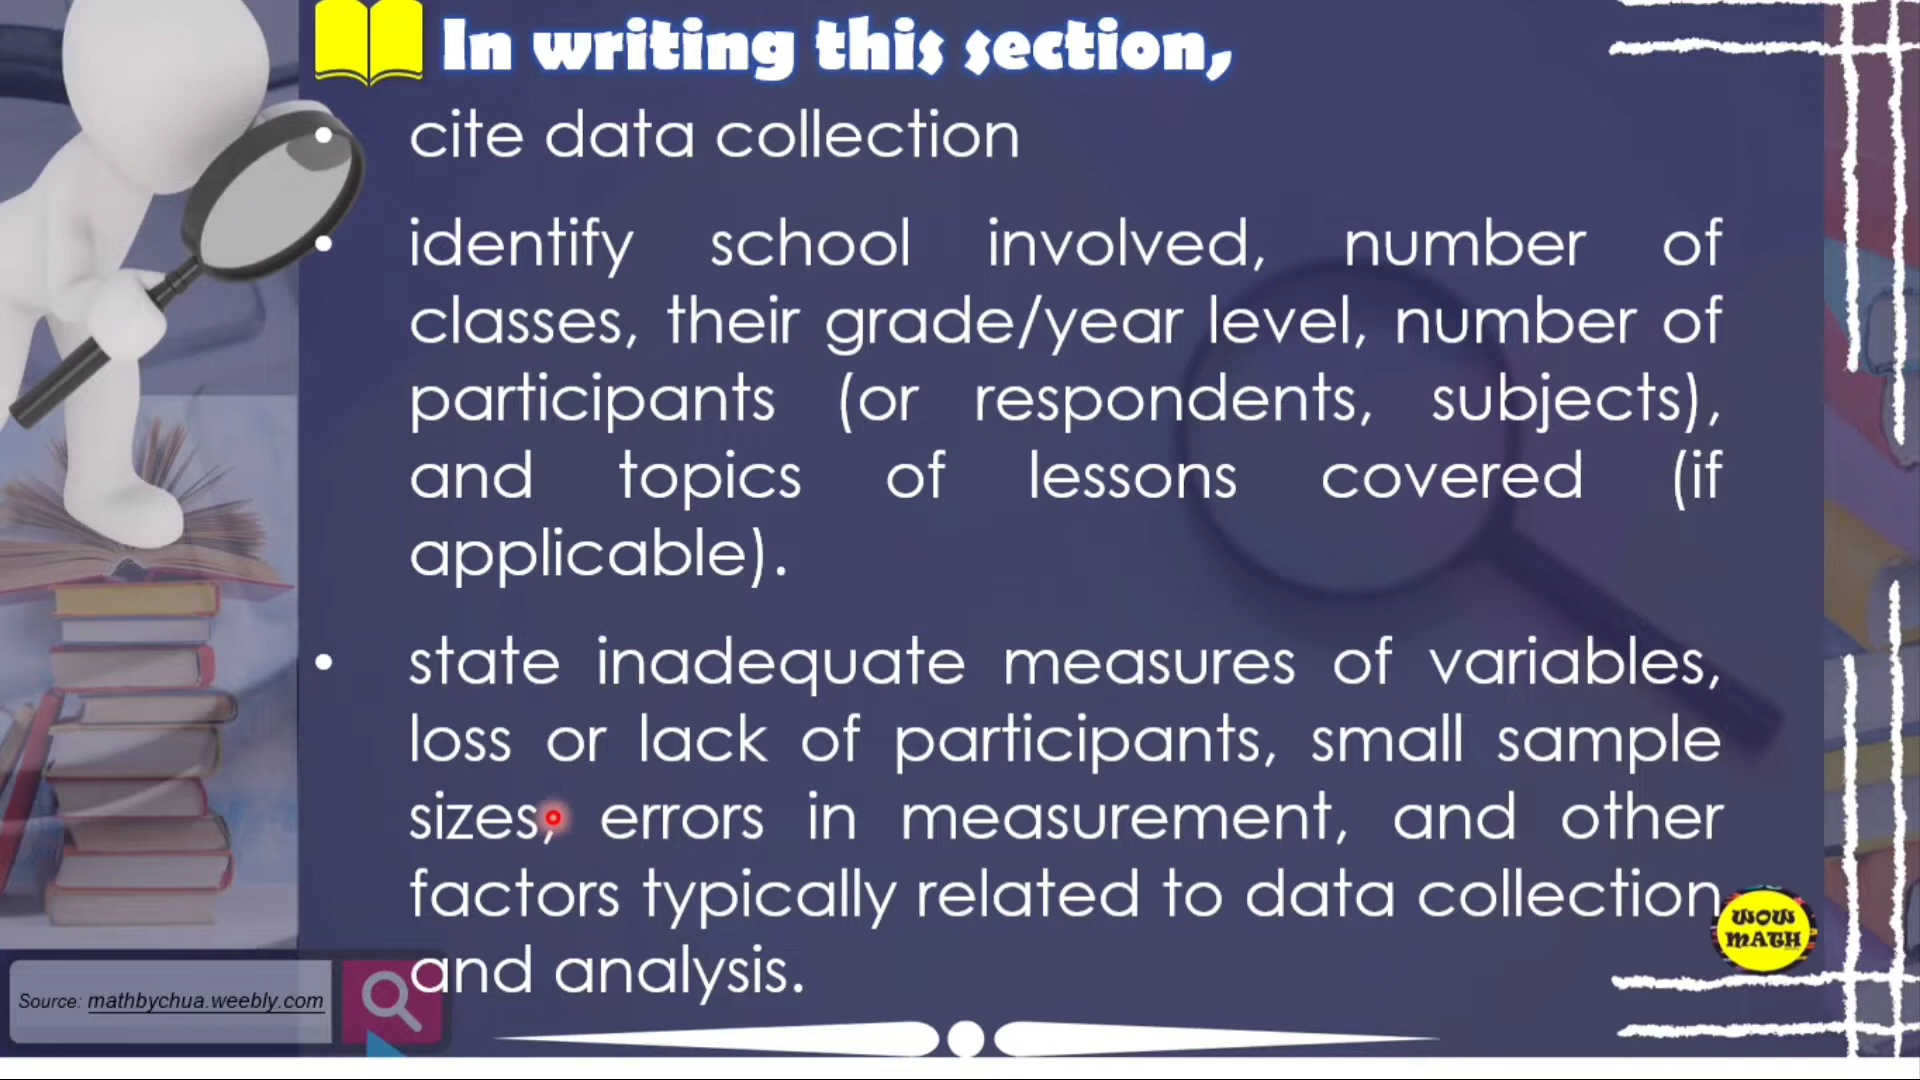 In writing this section,
• cite data collection
• identify school involved, number of
classes, their grade/year level, number of
participants (or respondents, subjects),
and topics of lessons covered (if
applicable).
• state inadequate measures of variables,
loss or lack of participants, small sample
sizes, errors in measurement, and other
factors typically related to data collection
and analysis.
WOW
MATH
Source: mathbychua.weebly.com